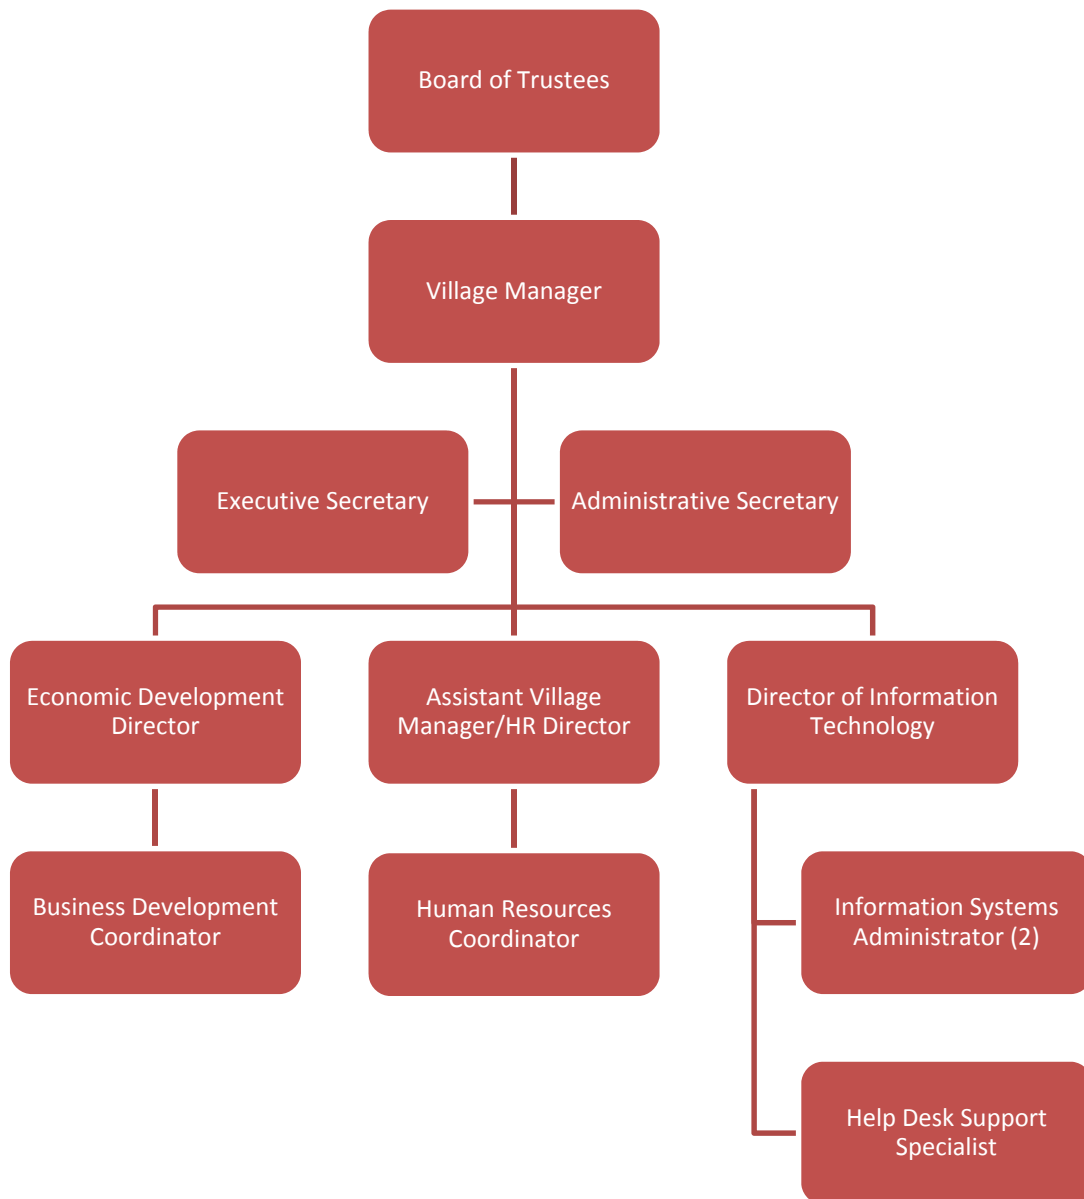 Board of Trustees
Village Manager
Executive Secretary
Administrative Secretary
Economic Development
Director
Assistant Village
Manager/HR Director
Director of Information
Technology
Business Development
Coordinator
Human Resources
Coordinator
Information Systems
Administrator (2)
Help Desk Support
Specialist